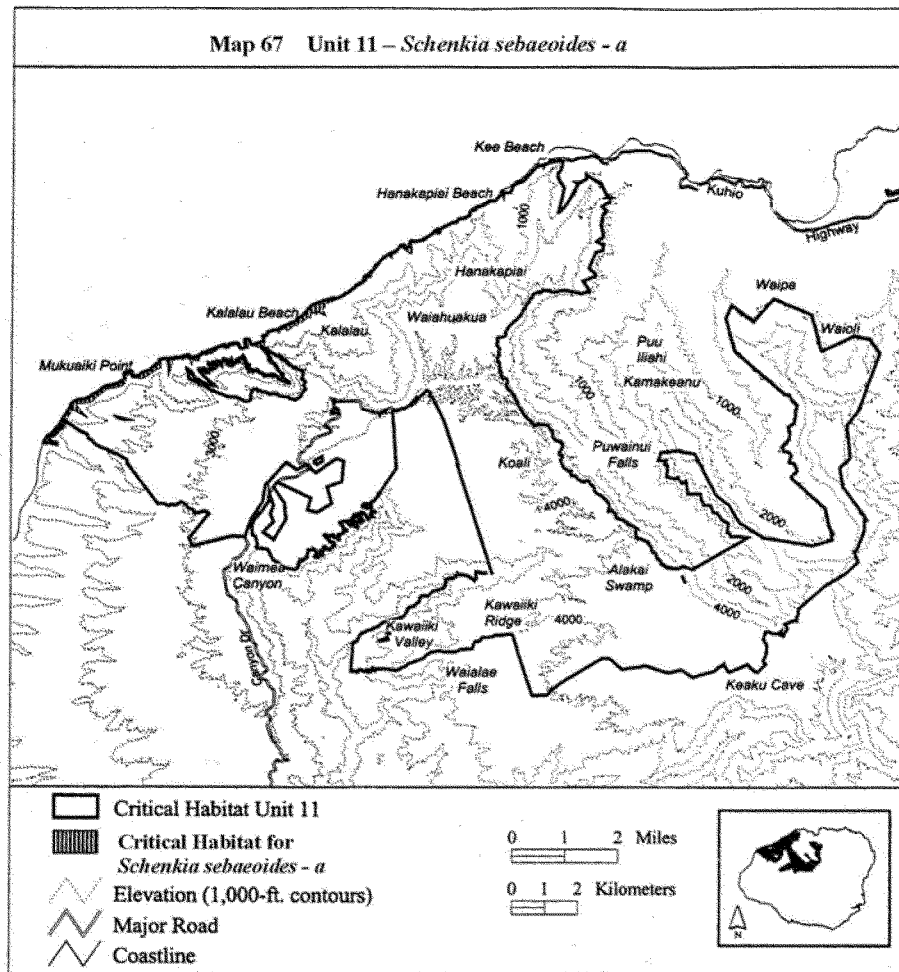 Map 67 Unit 11 – Schenkia sebaeoides - a
Kee Beach
Hanakapiai Beach
Kuhio
Highway
1000
Hanakapiai
Waipa
Kalalau Beach
Kalalau
Waiahuakua
Waioli
Puu
Iliahi
Mukuaiki Point
Kamakeanu
1000
1000
3000
Koali
Puwainui
Falls
4000
2000
Waimea
Canyon
Alakai
Swamp
2000
4000
Kawaiiki
Ridge
4000
Kawaiiki
Valley
Canyon Dr
Waialae
Falls
Keaku Cave
Critical Habitat Unit 11
Critical Habitat for
Schenkia sebaeoides - a
Elevation (1,000-ft. contours)
Major Road
Coastline
0 1 2 Miles
0 1 2 Kilometers
N